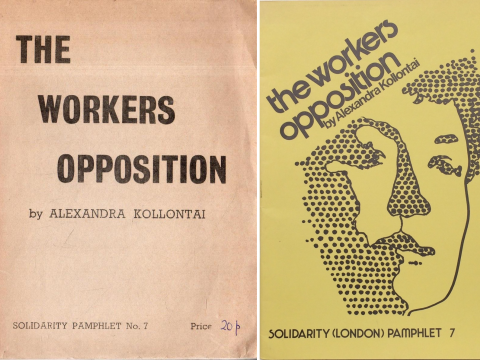 THE
WORKERS
OPPOSITION
by ALEXANDRA KOLLONTAI
SOLIDARITY PAMPHLET No. 7
Price 20p
the workers
opposition
by Alexandra Kollontai
SOLIDARITY (LONDON) PAMPHLET 7